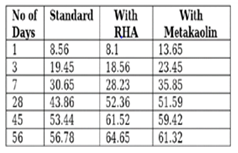 No of Days Standard With RHA With Metakaolin
1 8.56 8.1 13.65
3 19.45 18.56 23.45
7 30.65 28.23 35.85
28 43.86 52.36 51.59
45 53.44 61.52 59.42
56 56.78 64.65 61.32